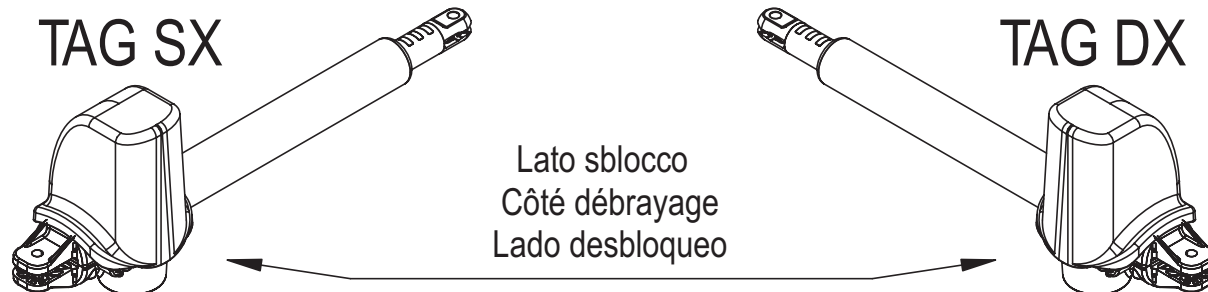 TAG SX
TAG DX
Lato sblocco
Côté débrayage
Lado desbloqueo